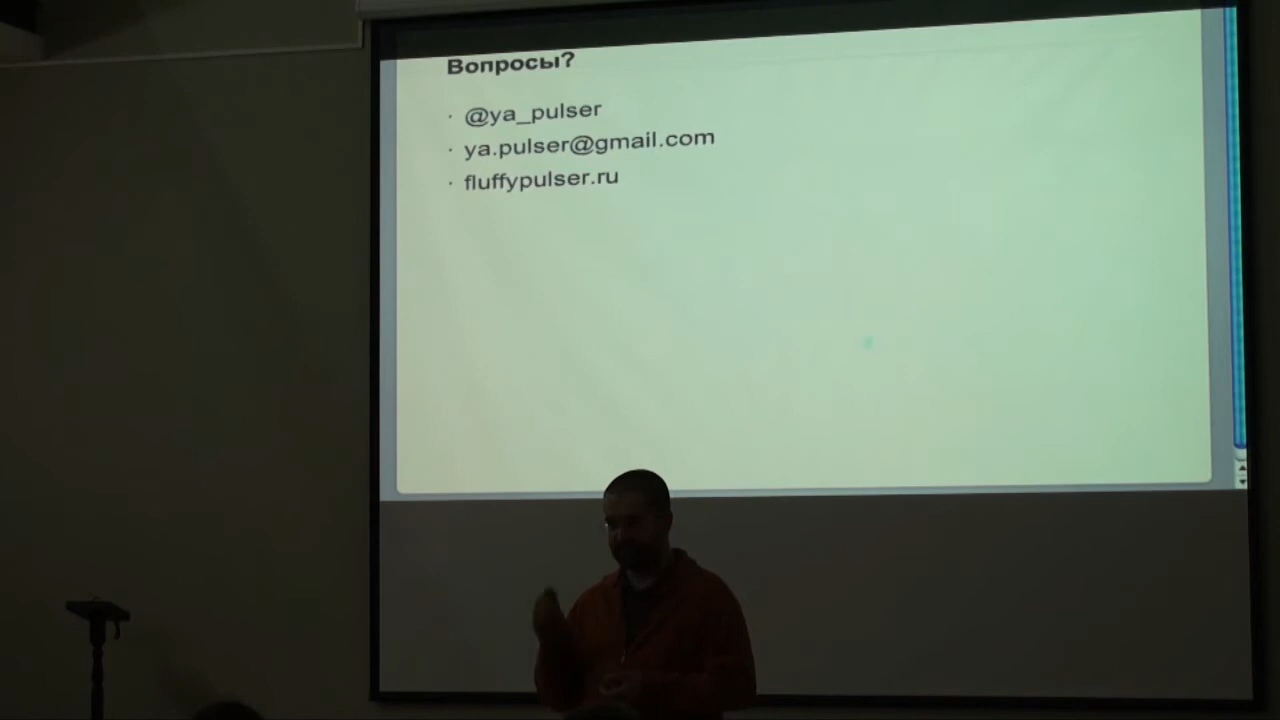 Вопросы?
· @ya_pulser
· ya.pulser@gmail.com
· fluffypulser.ru